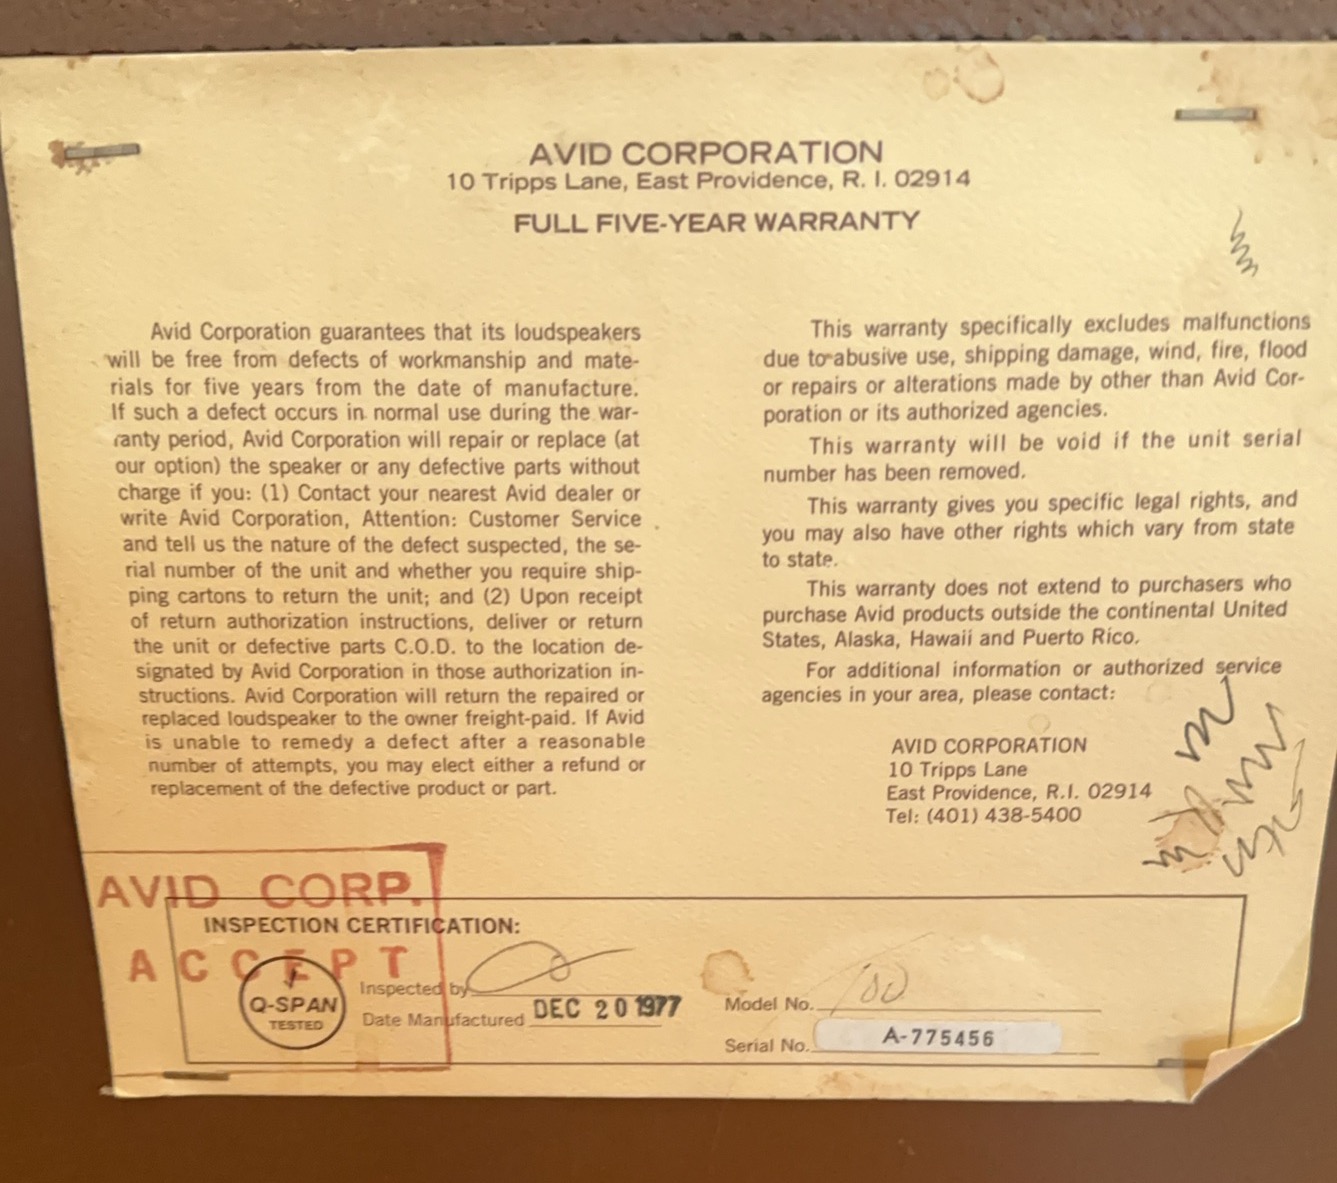 AVID CORPORATION
10 Tripps Lane, East Providence, R. I. 02914
FULL FIVE-YEAR WARRANTY
Avid Corporation guarantees that its loudspeakers
will be free from defects of workmanship and mate-
rials for five years from the date of manufacture.
If such a defect occurs in normal use during the war-
ranty period, Avid Corporation will repair or replace (at
our option) the speaker or any defective parts without
charge if you: (1) Contact your nearest Avid dealer or
write Avid Corporation, Attention: Customer Service
and tell us the nature of the defect suspected, the se-
rial number of the unit and whether you require ship-
ping cartons to return the unit; and (2) Upon receipt
of return authorization instructions, deliver or return
the unit or defective parts C.O.D. to the location de-
signated by Avid Corporation in those authorization in-
structions. Avid Corporation will return the repaired or
replaced loudspeaker to the owner freight-paid. If Avid
is unable to remedy a defect after a reasonable
number of attempts, you may elect either a refund or
replacement of the defective product or part.
This warranty specifically excludes malfunctions
due to abusive use, shipping damage, wind, fire, flood
or repairs or alterations made by other than Avid Cor-
poration or its authorized agencies.
This warranty will be void if the unit serial
number has been removed.
This warranty gives you specific legal rights, and
you may also have other rights which vary from state
to state.
This warranty does not extend to purchasers who
purchase Avid products outside the continental United
States, Alaska, Hawaii and Puerto Rico.
For additional information or authorized service
agencies in your area, please contact:
AVID CORPORATION
10 Tripps Lane
East Providence, R.I. 02914
Tel: (401) 438-5400
AVID CORP.
ACCEPT
INSPECTION CERTIFICATION:
Q-SPAN
TESTED
Inspected by
Date Manufactured DEC 20 1977
Model No. 100
Serial No. A-775456